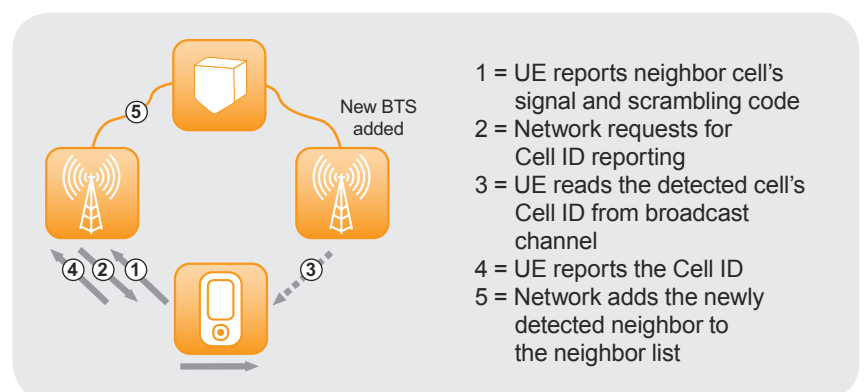 5
New BTS
added
4
2
1
3
1 = UE reports neighbor cell's
signal and scrambling code
2 = Network requests for
Cell ID reporting
3 = UE reads the detected cell's
Cell ID from broadcast
channel
4 = UE reports the Cell ID
5 = Network adds the newly
detected neighbor to
the neighbor list